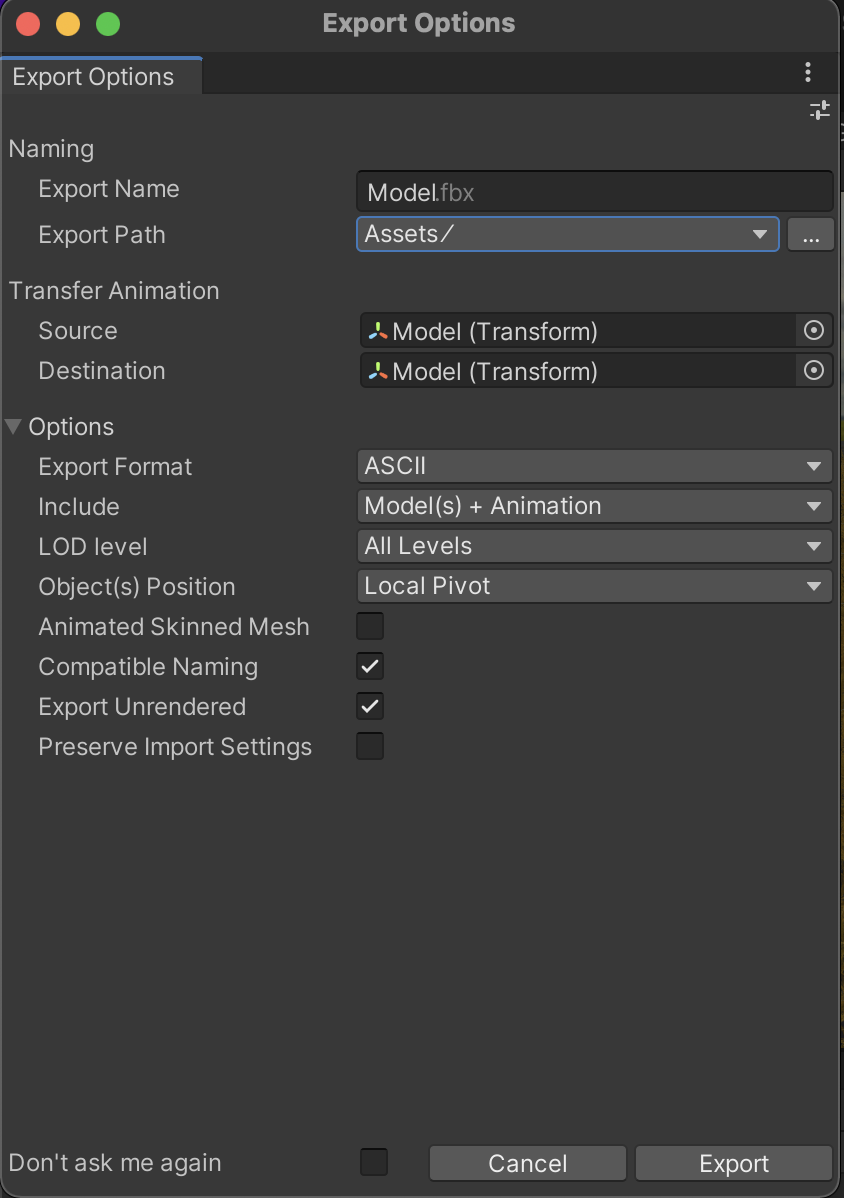 Export Options
Export Options
Naming
Export Name Model.fbx
Export Path Assets/ ...
Transfer Animation
Source Model (Transform)
Destination Model (Transform)
Options
Export Format ASCII
Include Model(s) + Animation
LOD level All Levels
Object(s) Position Local Pivot
Animated Skinned Mesh
Compatible Naming
Export Unrendered
Preserve Import Settings
Don't ask me again Cancel Export